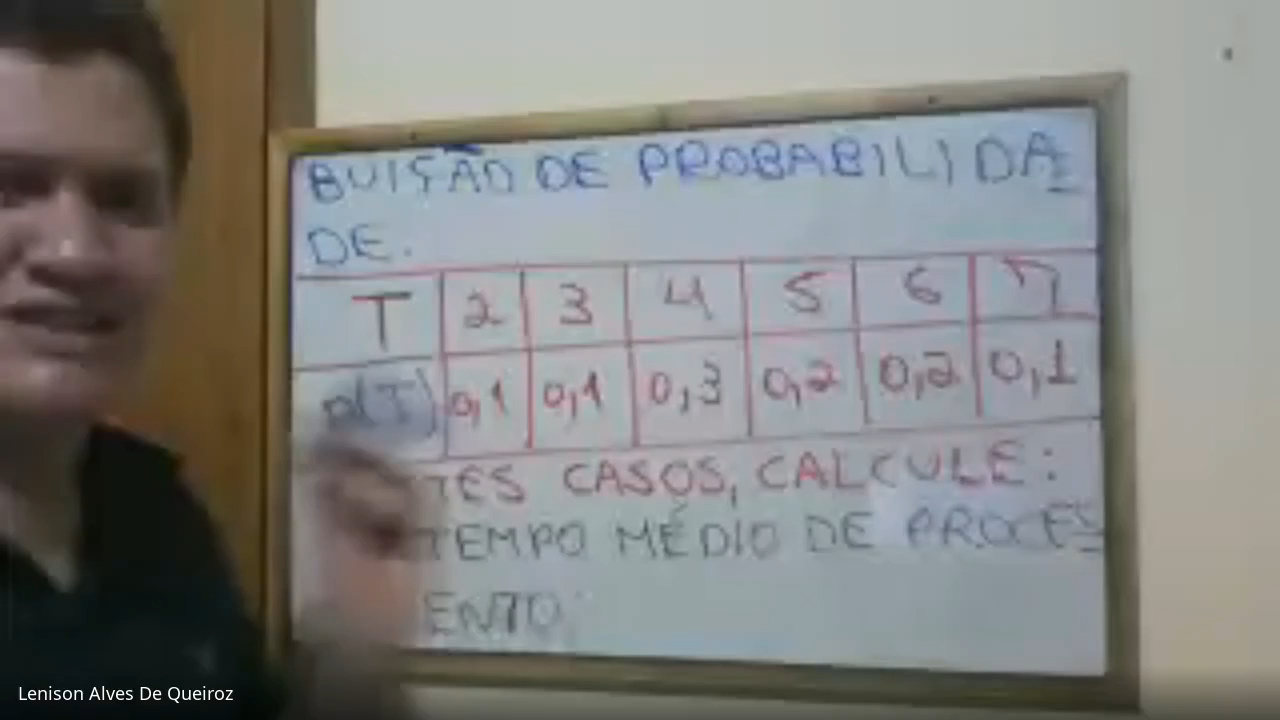 BUIÇÃO DE PROBABILIDA
DE.
T 2 3 4 5 6 7
p(T) 0,1 0,1 0,3 0,2 0,2 0,1
TES CASOS, CALCULE:
TEMPO MÉDIO DE PROCES
ENTO;
Lenison Alves De Queiroz